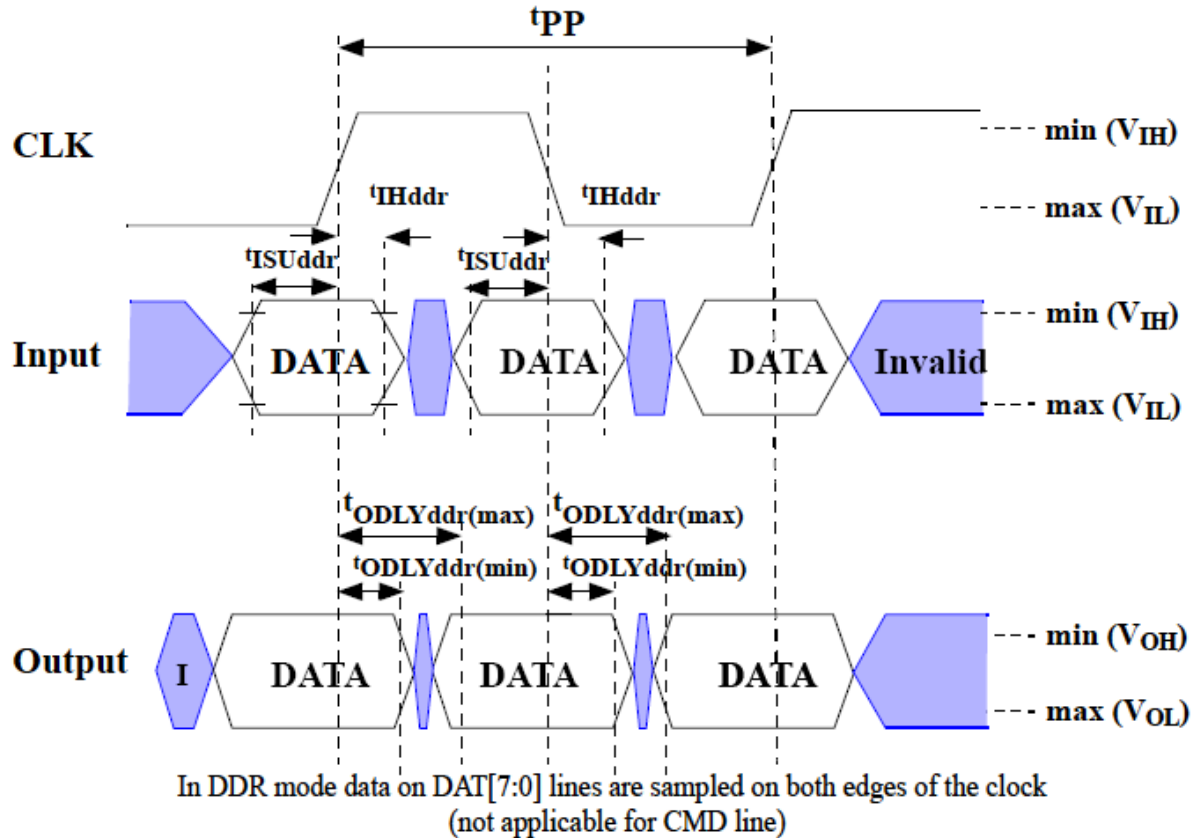 tPP
CLK
min (VIH)
max (VIL)
tIHddr
tIHddr
tISUddr
tISUddr
Input
DATA
DATA
DATA
Invalid
min (VIH)
max (VIL)
tODLYddr(max)
tODLYddr(max)
tODLYddr(min)
tODLYddr(min)
Output
I
DATA
DATA
DATA
min (VOH)
max (VOL)
In DDR mode data on DAT[7:0] lines are sampled on both edges of the clock
(not applicable for CMD line)